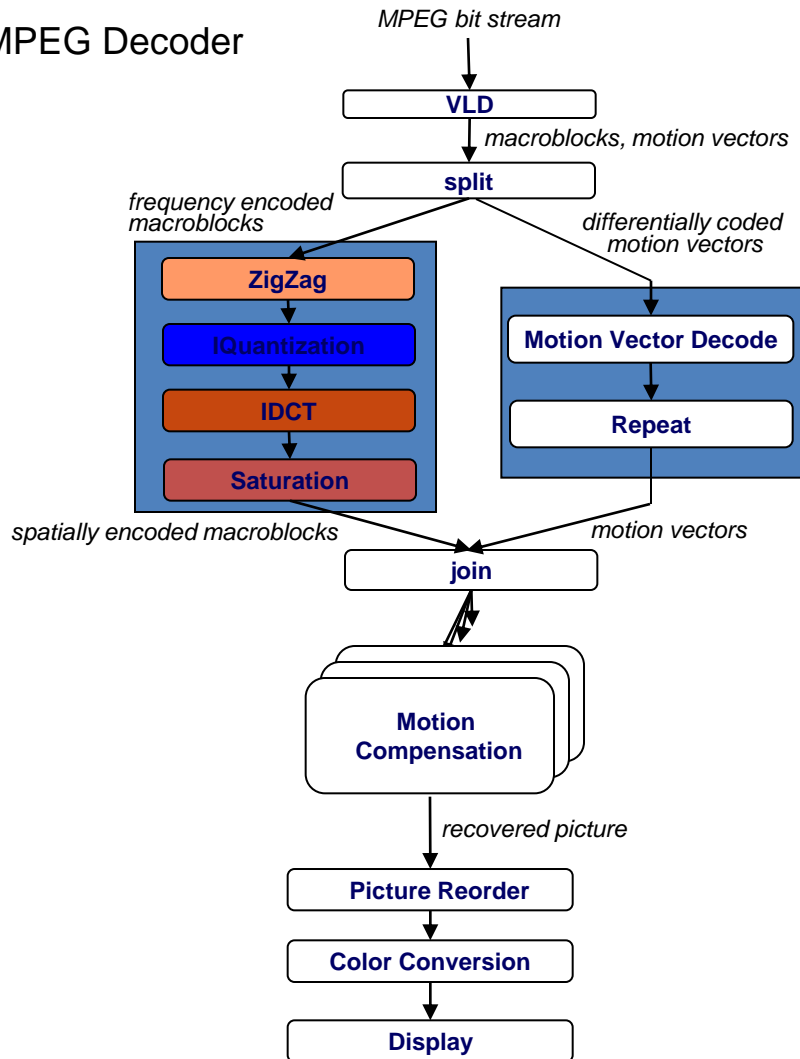 MPEG Decoder
MPEG bit stream
VLD
macroblocks, motion vectors
split
frequency encoded
macroblocks
differentially coded
motion vectors
ZigZag
IQuantization
IDCT
Saturation
Motion Vector Decode
Repeat
spatially encoded macroblocks
motion vectors
join
Motion
Compensation
recovered picture
Picture Reorder
Color Conversion
Display